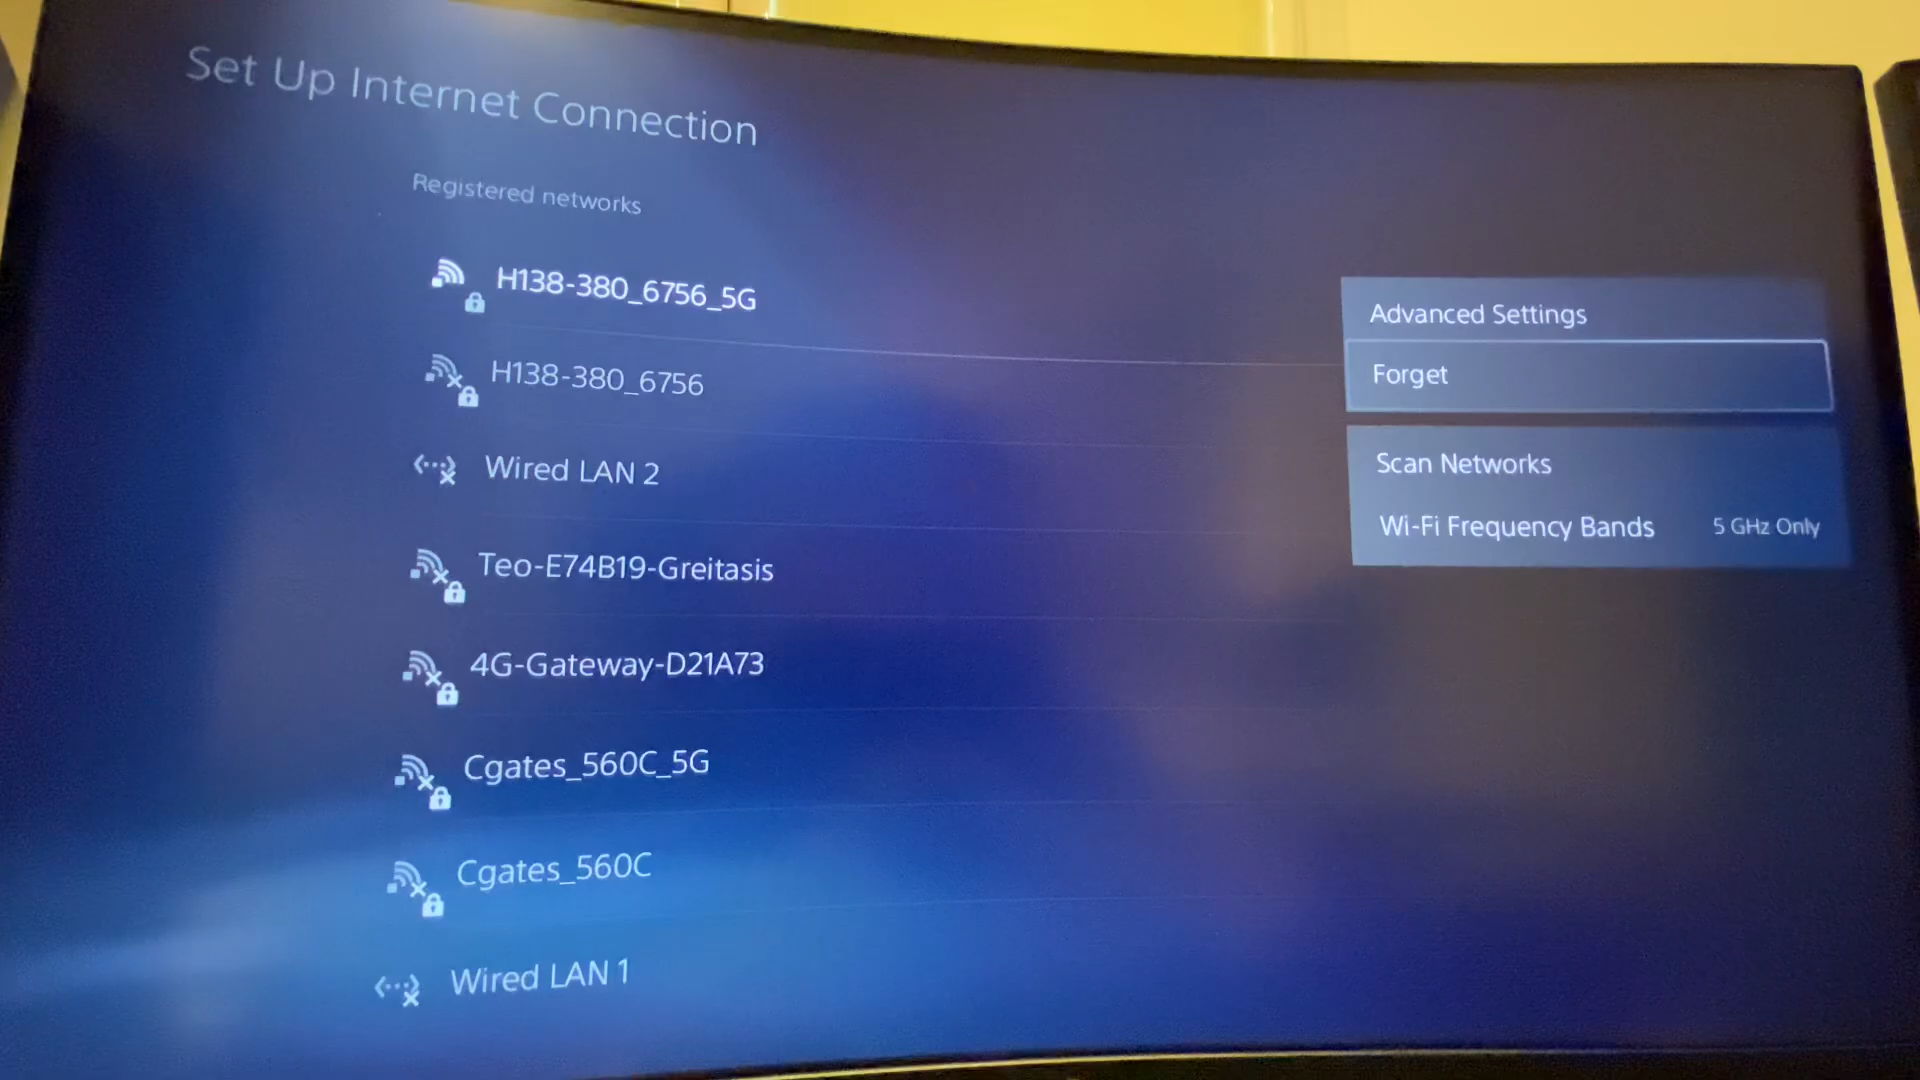 Set Up Internet Connection
Registered networks
H138-380_6756_5G
H138-380_6756
Wired LAN 2
Teo-E74B19-Greitasis
4G-Gateway-D21A73
Cgates_560C_5G
Cgates_560C
Wired LAN 1
Advanced Settings
Forget
Scan Networks
Wi-Fi Frequency Bands 5 GHz Only